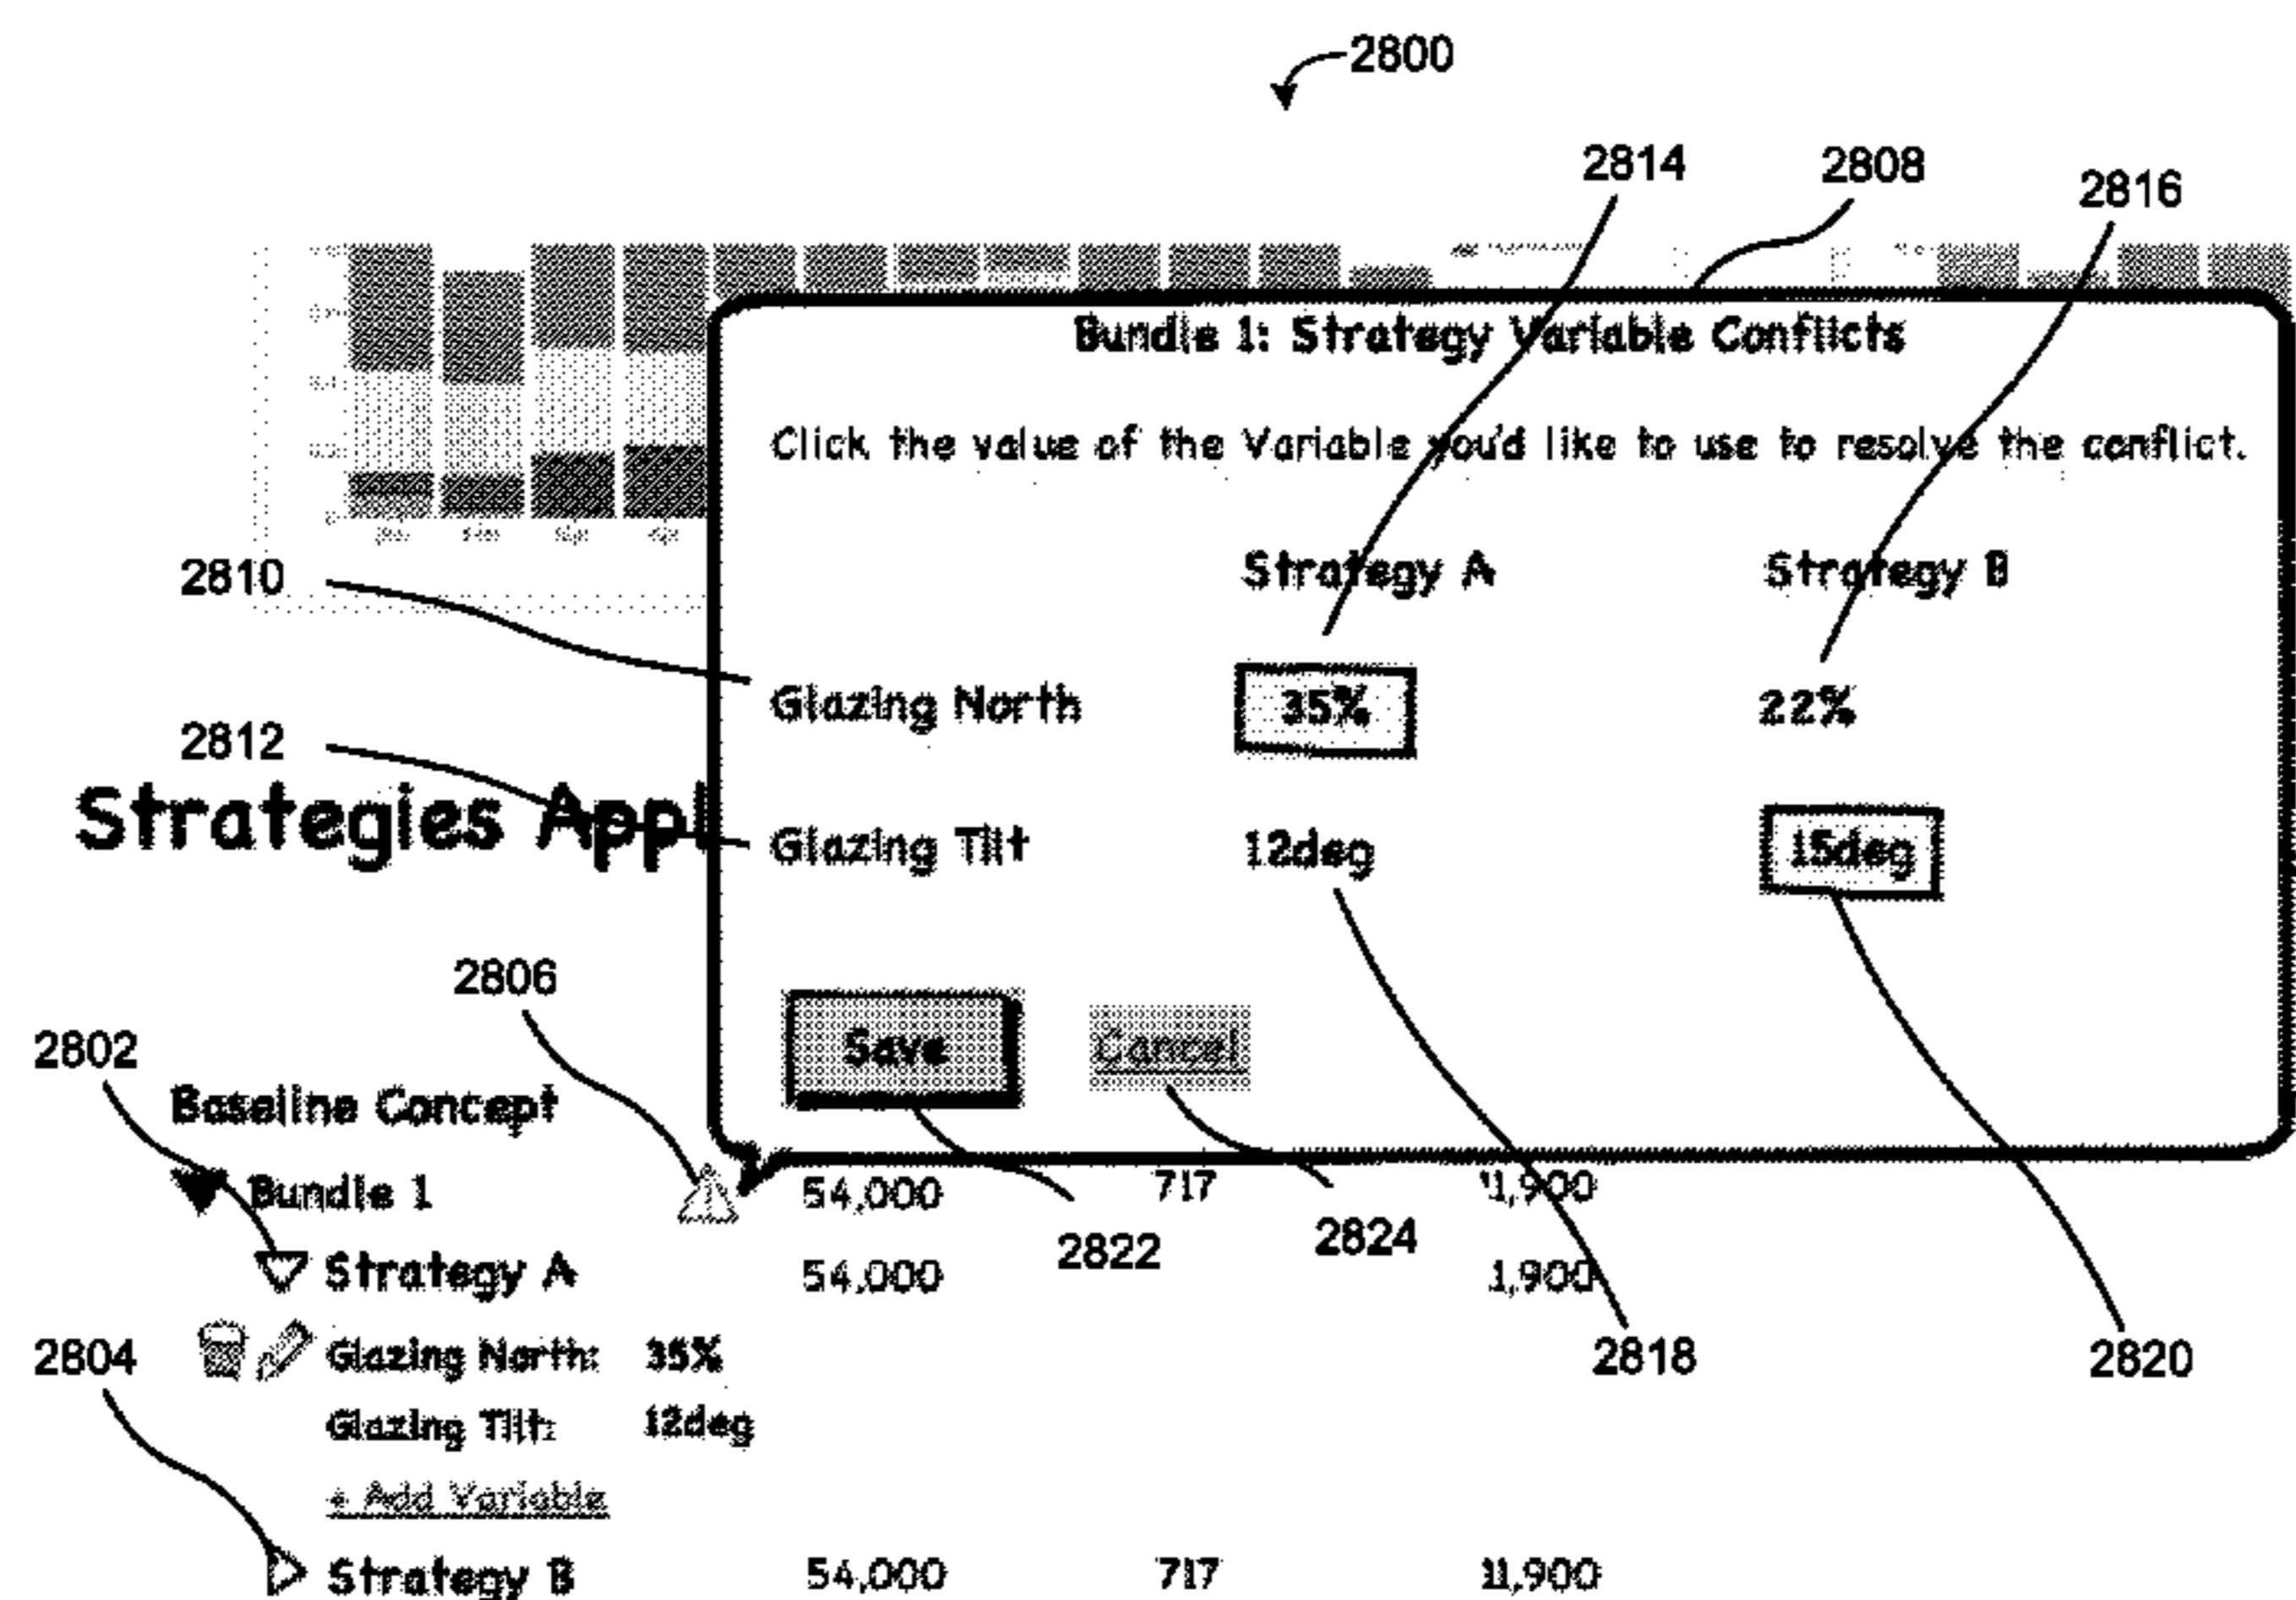 2800
2814 2808 2816
Bundle 1: Strategy Variable Conflicts
Click the value of the Variable you'd like to use to resolve the conflict.
2810 Strategy A Strategy B
Glazing North 35% 22%
2812
Strategies Appl
Glazing Tilt 12deg 15deg
2806
2802 Save Cancel
Baseline Concept
Bundle 1 54,000 717 11,900
2822 2824
Strategy A 54,000 1,900
2804 Glazing North: 35% 2818 2820
Glazing Tilt: 12deg
+ Add Variable
Strategy B 54,000 717 11,900